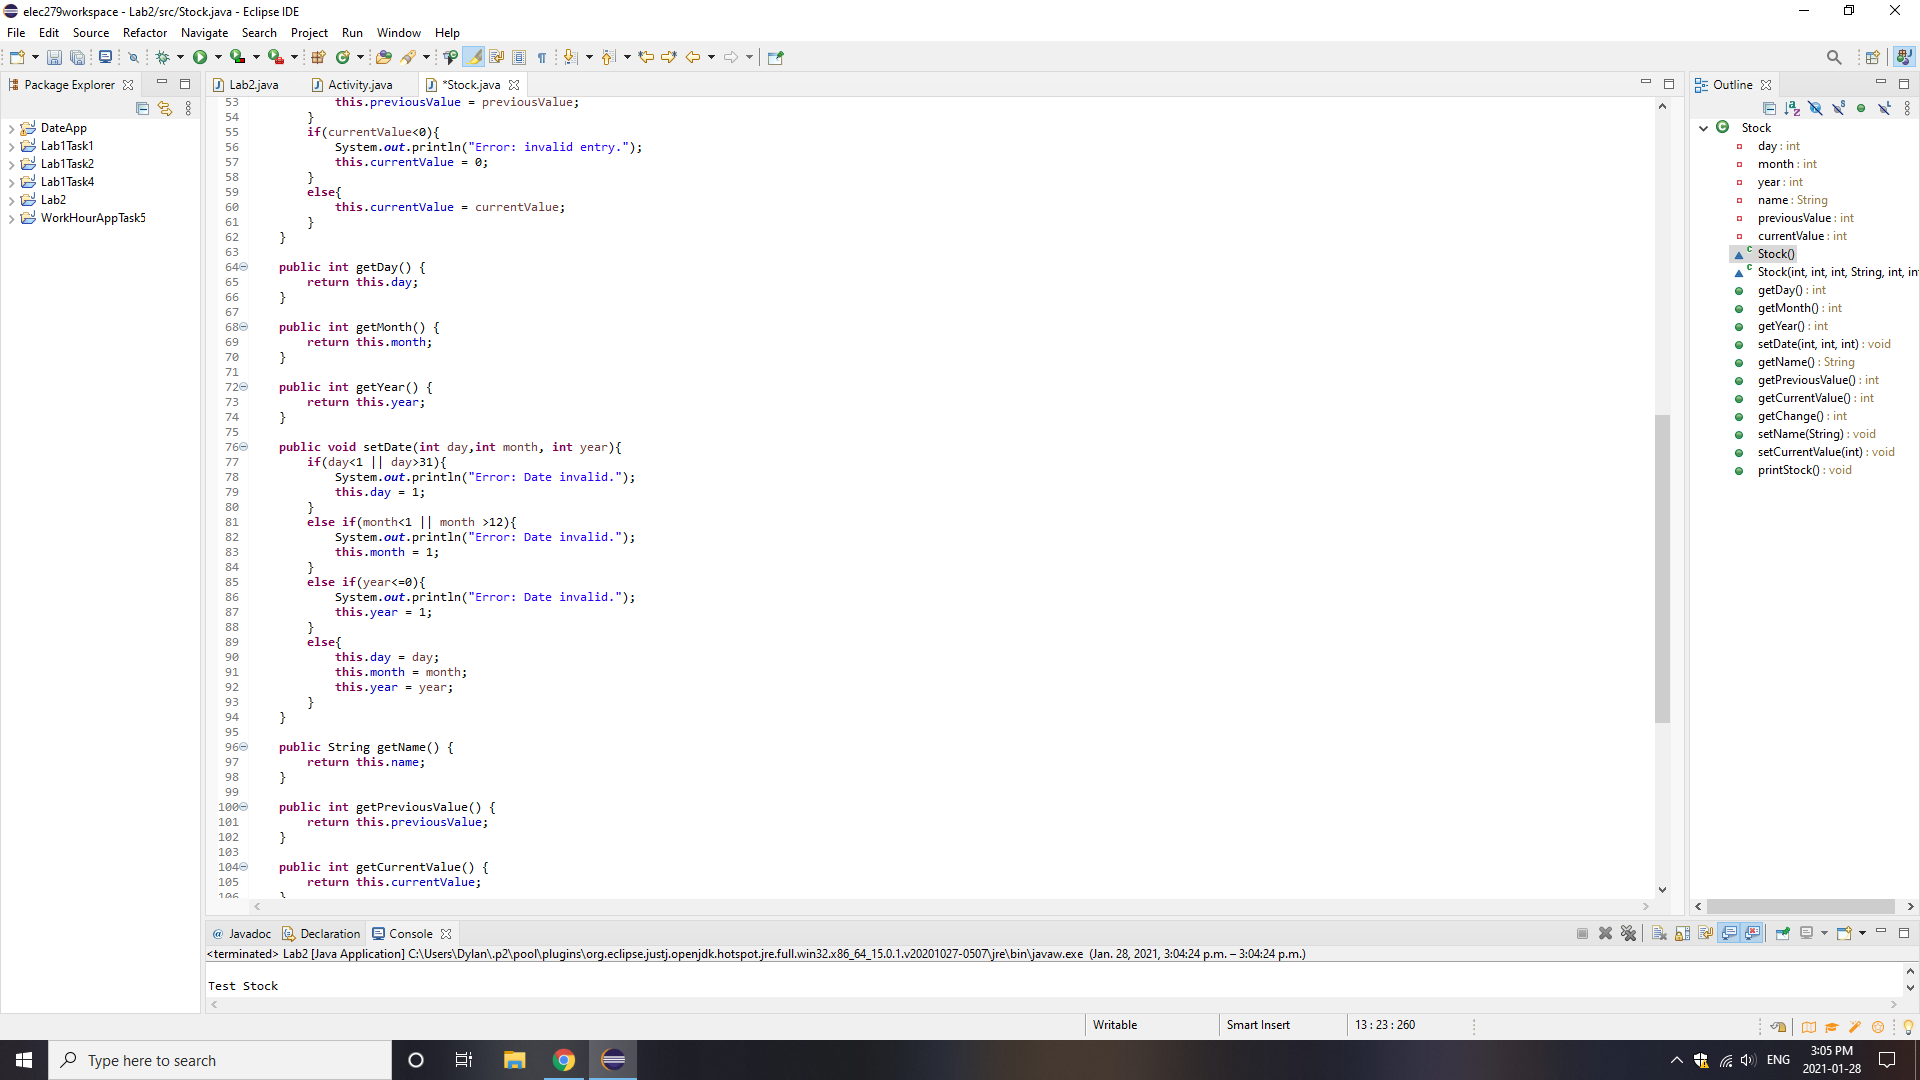 elec279workspace - Lab2/src/Stock.java - Eclipse IDE
File Edit Source Refactor Navigate Search Project Run Window Help
Package Explorer
DateApp
Lab1Task1
Lab1Task2
Lab1Task4
Lab2
WorkHourAppTask5
Lab2.java Activity.java *Stock.java
53 this.previousValue = previousValue;
54 }
55 if(currentValue<0){
56 System.out.println("Error: invalid entry.");
57 this.currentValue = 0;
58 }
59 else{
60 this.currentValue = currentValue;
61 }
62 }
63
64 public int getDay() {
65 return this.day;
66 }
67
68 public int getMonth() {
69 return this.month;
70 }
71
72 public int getYear() {
73 return this.year;
74 }
75
76 public void setDate(int day,int month, int year){
77 if(day<1 || day>31){
78 System.out.println("Error: Date invalid.");
79 this.day = 1;
80 }
81 else if(month<1 || month >12){
82 System.out.println("Error: Date invalid.");
83 this.month = 1;
84 }
85 else if(year<=0){
86 System.out.println("Error: Date invalid.");
87 this.year = 1;
88 }
89 else{
90 this.day = day;
91 this.month = month;
92 this.year = year;
93 }
94 }
95
96 public String getName() {
97 return this.name;
98 }
99
100 public int getPreviousValue() {
101 return this.previousValue;
102 }
103
104 public int getCurrentValue() {
105 return this.currentValue;
106 }
Outline
Stock
day : int
month : int
year : int
name : String
previousValue : int
currentValue : int
Stock()
Stock(int, int, int, String, int, in
getDay() : int
getMonth() : int
getYear() : int
setDate(int, int, int) : void
getName() : String
getPreviousValue() : int
getCurrentValue() : int
getChange() : int
setName(String) : void
setCurrentValue(int) : void
printStock() : void
@ Javadoc Declaration Console
<terminated> Lab2 [Java Application] C:\Users\Dylan\.p2\pool\plugins\org.eclipse.justj.openjdk.hotspot.jre.full.win32.x86_64_15.0.1.v20201027-0507\jre\bin\javaw.exe (Jan. 28, 2021, 3:04:24 p.m. – 3:04:24 p.m.)
Test Stock
Writable Smart Insert 13 : 23 : 260
Type here to search
ENG
3:05 PM
2021-01-28